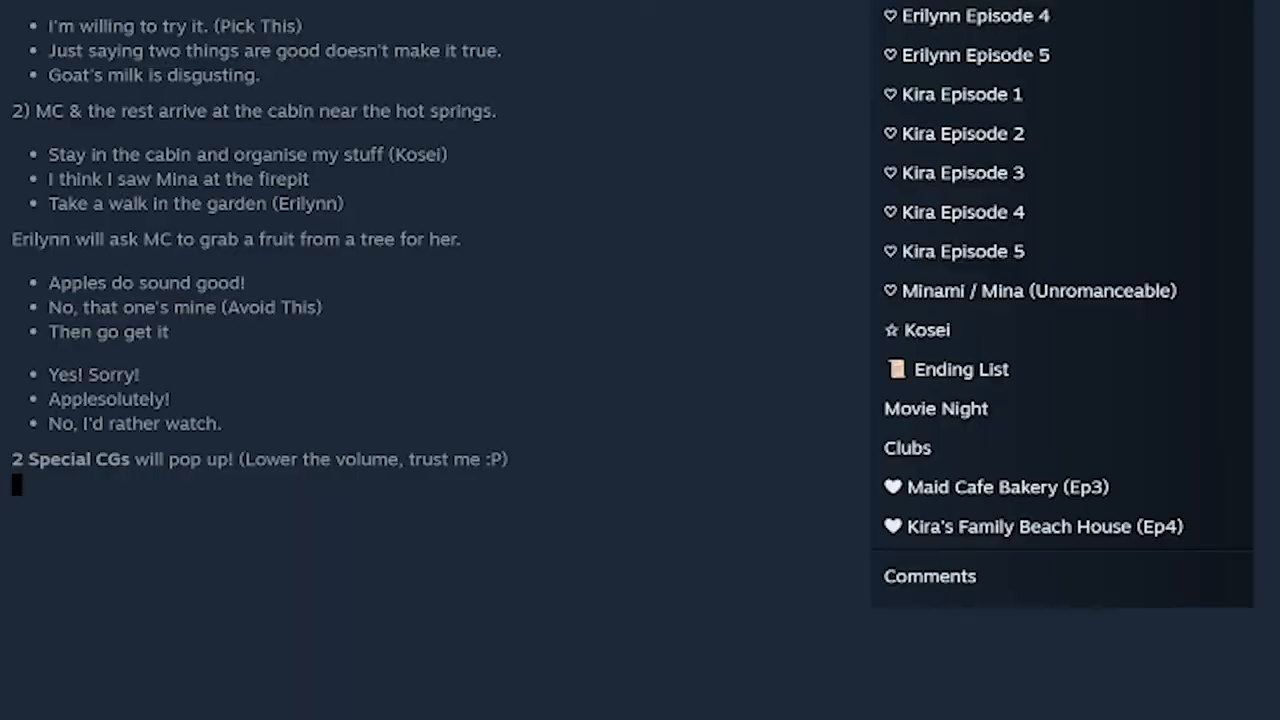 • I'm willing to try it. (Pick This)
• Just saying two things are good doesn't make it true.
• Goat's milk is disgusting.
2) MC & the rest arrive at the cabin near the hot springs.
• Stay in the cabin and organise my stuff (Kosei)
• I think I saw Mina at the firepit
• Take a walk in the garden (Erilynn)
Erilynn will ask MC to grab a fruit from a tree for her.
• Apples do sound good!
• No, that one's mine (Avoid This)
• Then go get it
• Yes! Sorry!
• Applesolutely!
• No, I'd rather watch.
2 Special CGs will pop up! (Lower the volume, trust me :P)
♡ Erilynn Episode 4
♡ Erilynn Episode 5
♡ Kira Episode 1
♡ Kira Episode 2
♡ Kira Episode 3
♡ Kira Episode 4
♡ Kira Episode 5
♡ Minami / Mina (Unromanceable)
☆ Kosei
📜 Ending List
Movie Night
Clubs
❤ Maid Cafe Bakery (Ep3)
❤ Kira's Family Beach House (Ep4)
Comments